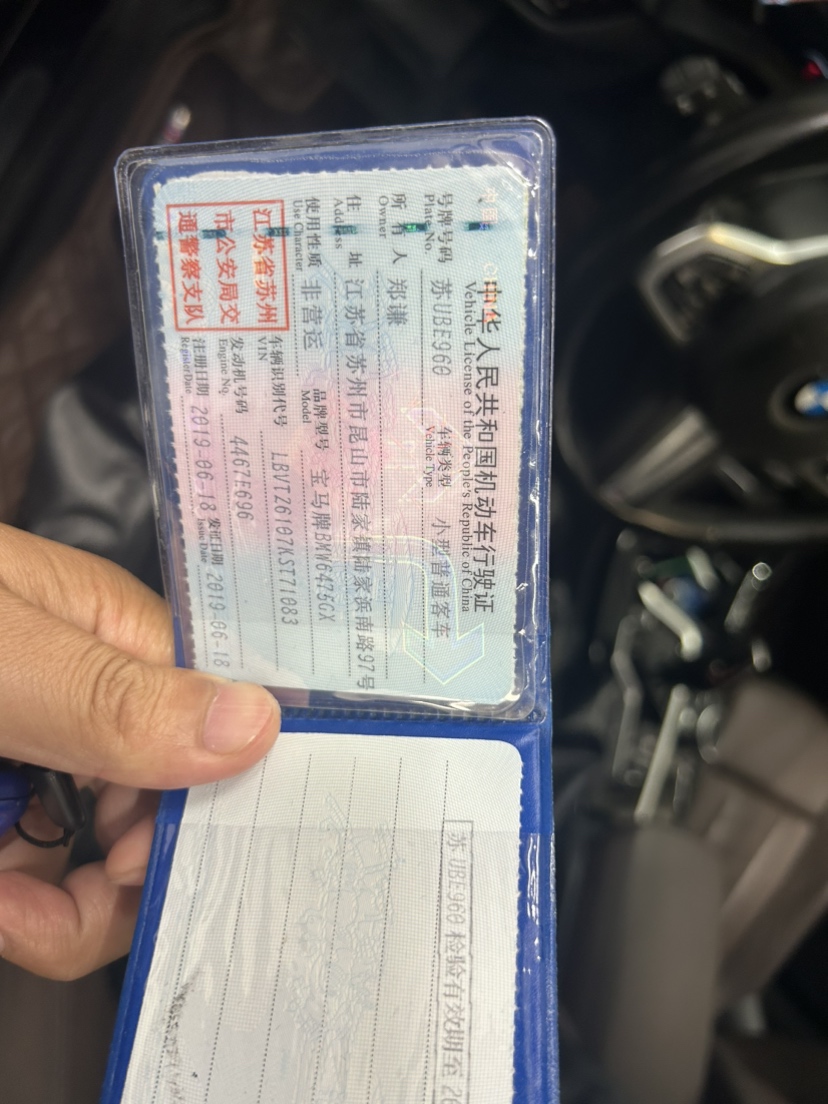 中华人民共和国机动车行驶证
Vehicle License of the People's Republic of China
号牌号码 苏UBE960 车辆类型 小型普通客车
Plate No. Vehicle Type
所有人 郑谦
Owner
住址 江苏省苏州市昆山市陆家镇陆家浜南路97号
Address
使用性质 非营运 品牌型号 宝马牌BMW6475GX
Use Character Model
江苏省苏州
市公安局交
通警察支队
车辆识别代号 LBVTZ6107KST71083
VIN
发动机号码 4467E696
Engine No.
注册日期 2019-06-18 发证日期 2019-06-18
Register Date Issue Date
苏UBE960 检验有效期至